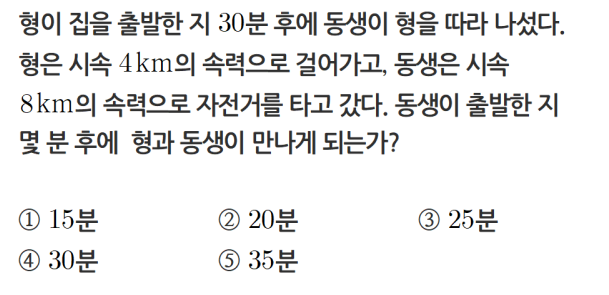 형이 집을 출발한 지 30분 후에 동생이 형을 따라 나섰다.
형은 시속 4km의 속력으로 걸어가고, 동생은 시속
8km의 속력으로 자전거를 타고 갔다. 동생이 출발한 지
몇 분 후에 형과 동생이 만나게 되는가?
① 15분 ② 20분 ③ 25분
④ 30분 ⑤ 35분